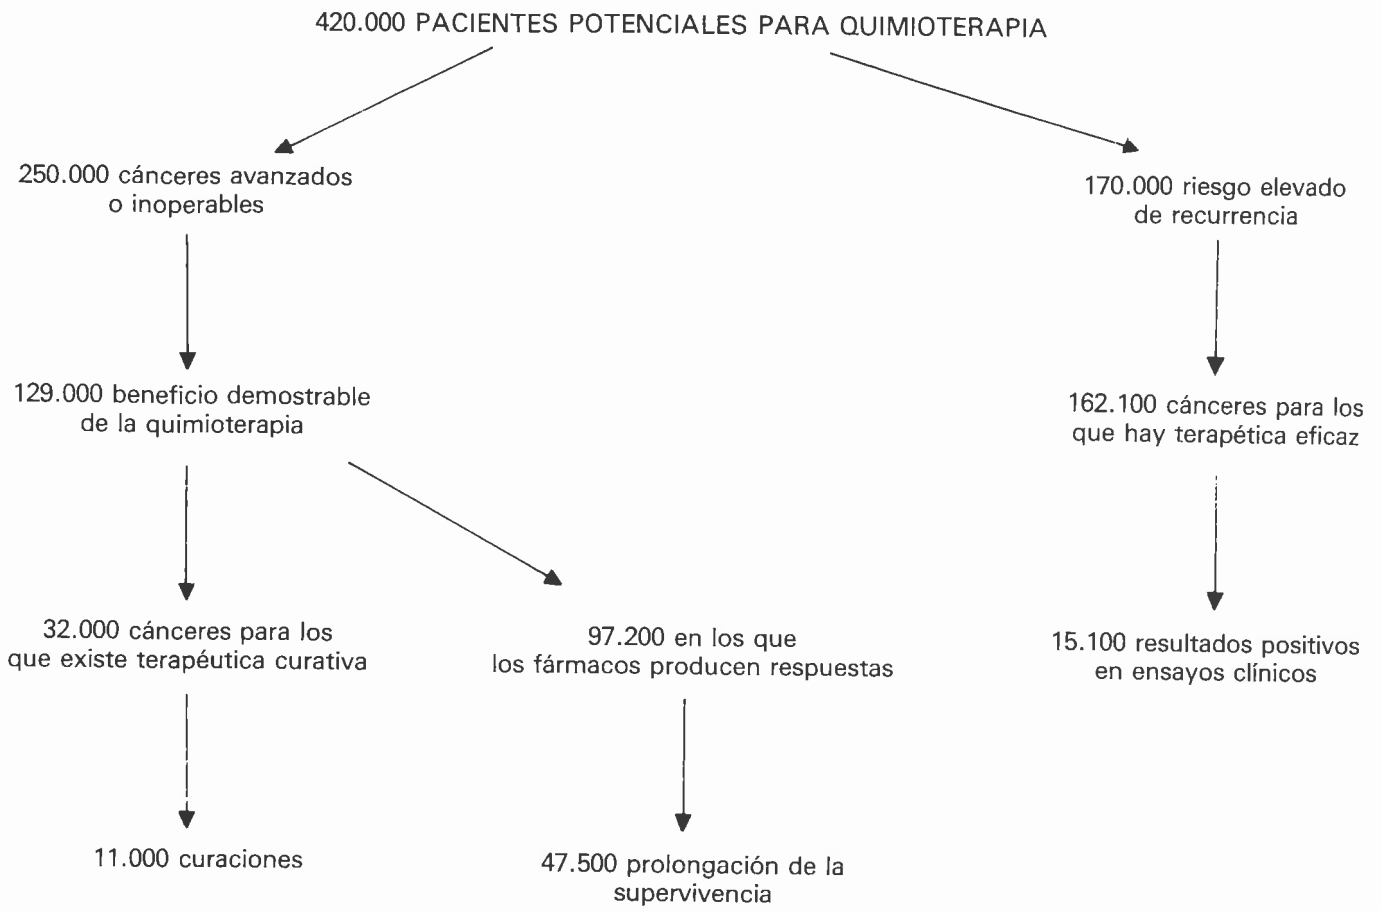 420.000 PACIENTES POTENCIALES PARA QUIMIOTERAPIA
250.000 cánceres avanzados
o inoperables
170.000 riesgo elevado
de recurrencia
129.000 beneficio demostrable
de la quimioterapia
162.100 cánceres para los
que hay terapética eficaz
32.000 cánceres para los
que existe terapéutica curativa
97.200 en los que
los fármacos producen respuestas
15.100 resultados positivos
en ensayos clínicos
11.000 curaciones
47.500 prolongación de la
supervivencia